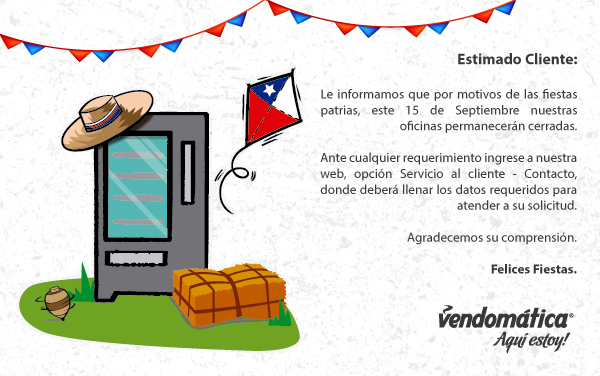 Estimado Cliente:
Le informamos que por motivos de las fiestas
patrias, este 15 de Septiembre nuestras
oficinas permanecerán cerradas.
Ante cualquier requerimiento ingrese a nuestra
web, opción Servicio al cliente - Contacto,
donde deberá llenar los datos requeridos para
atender a su solicitud.
Agradecemos su comprensión.
Felices Fiestas.
vendomática®
Aquí estoy!